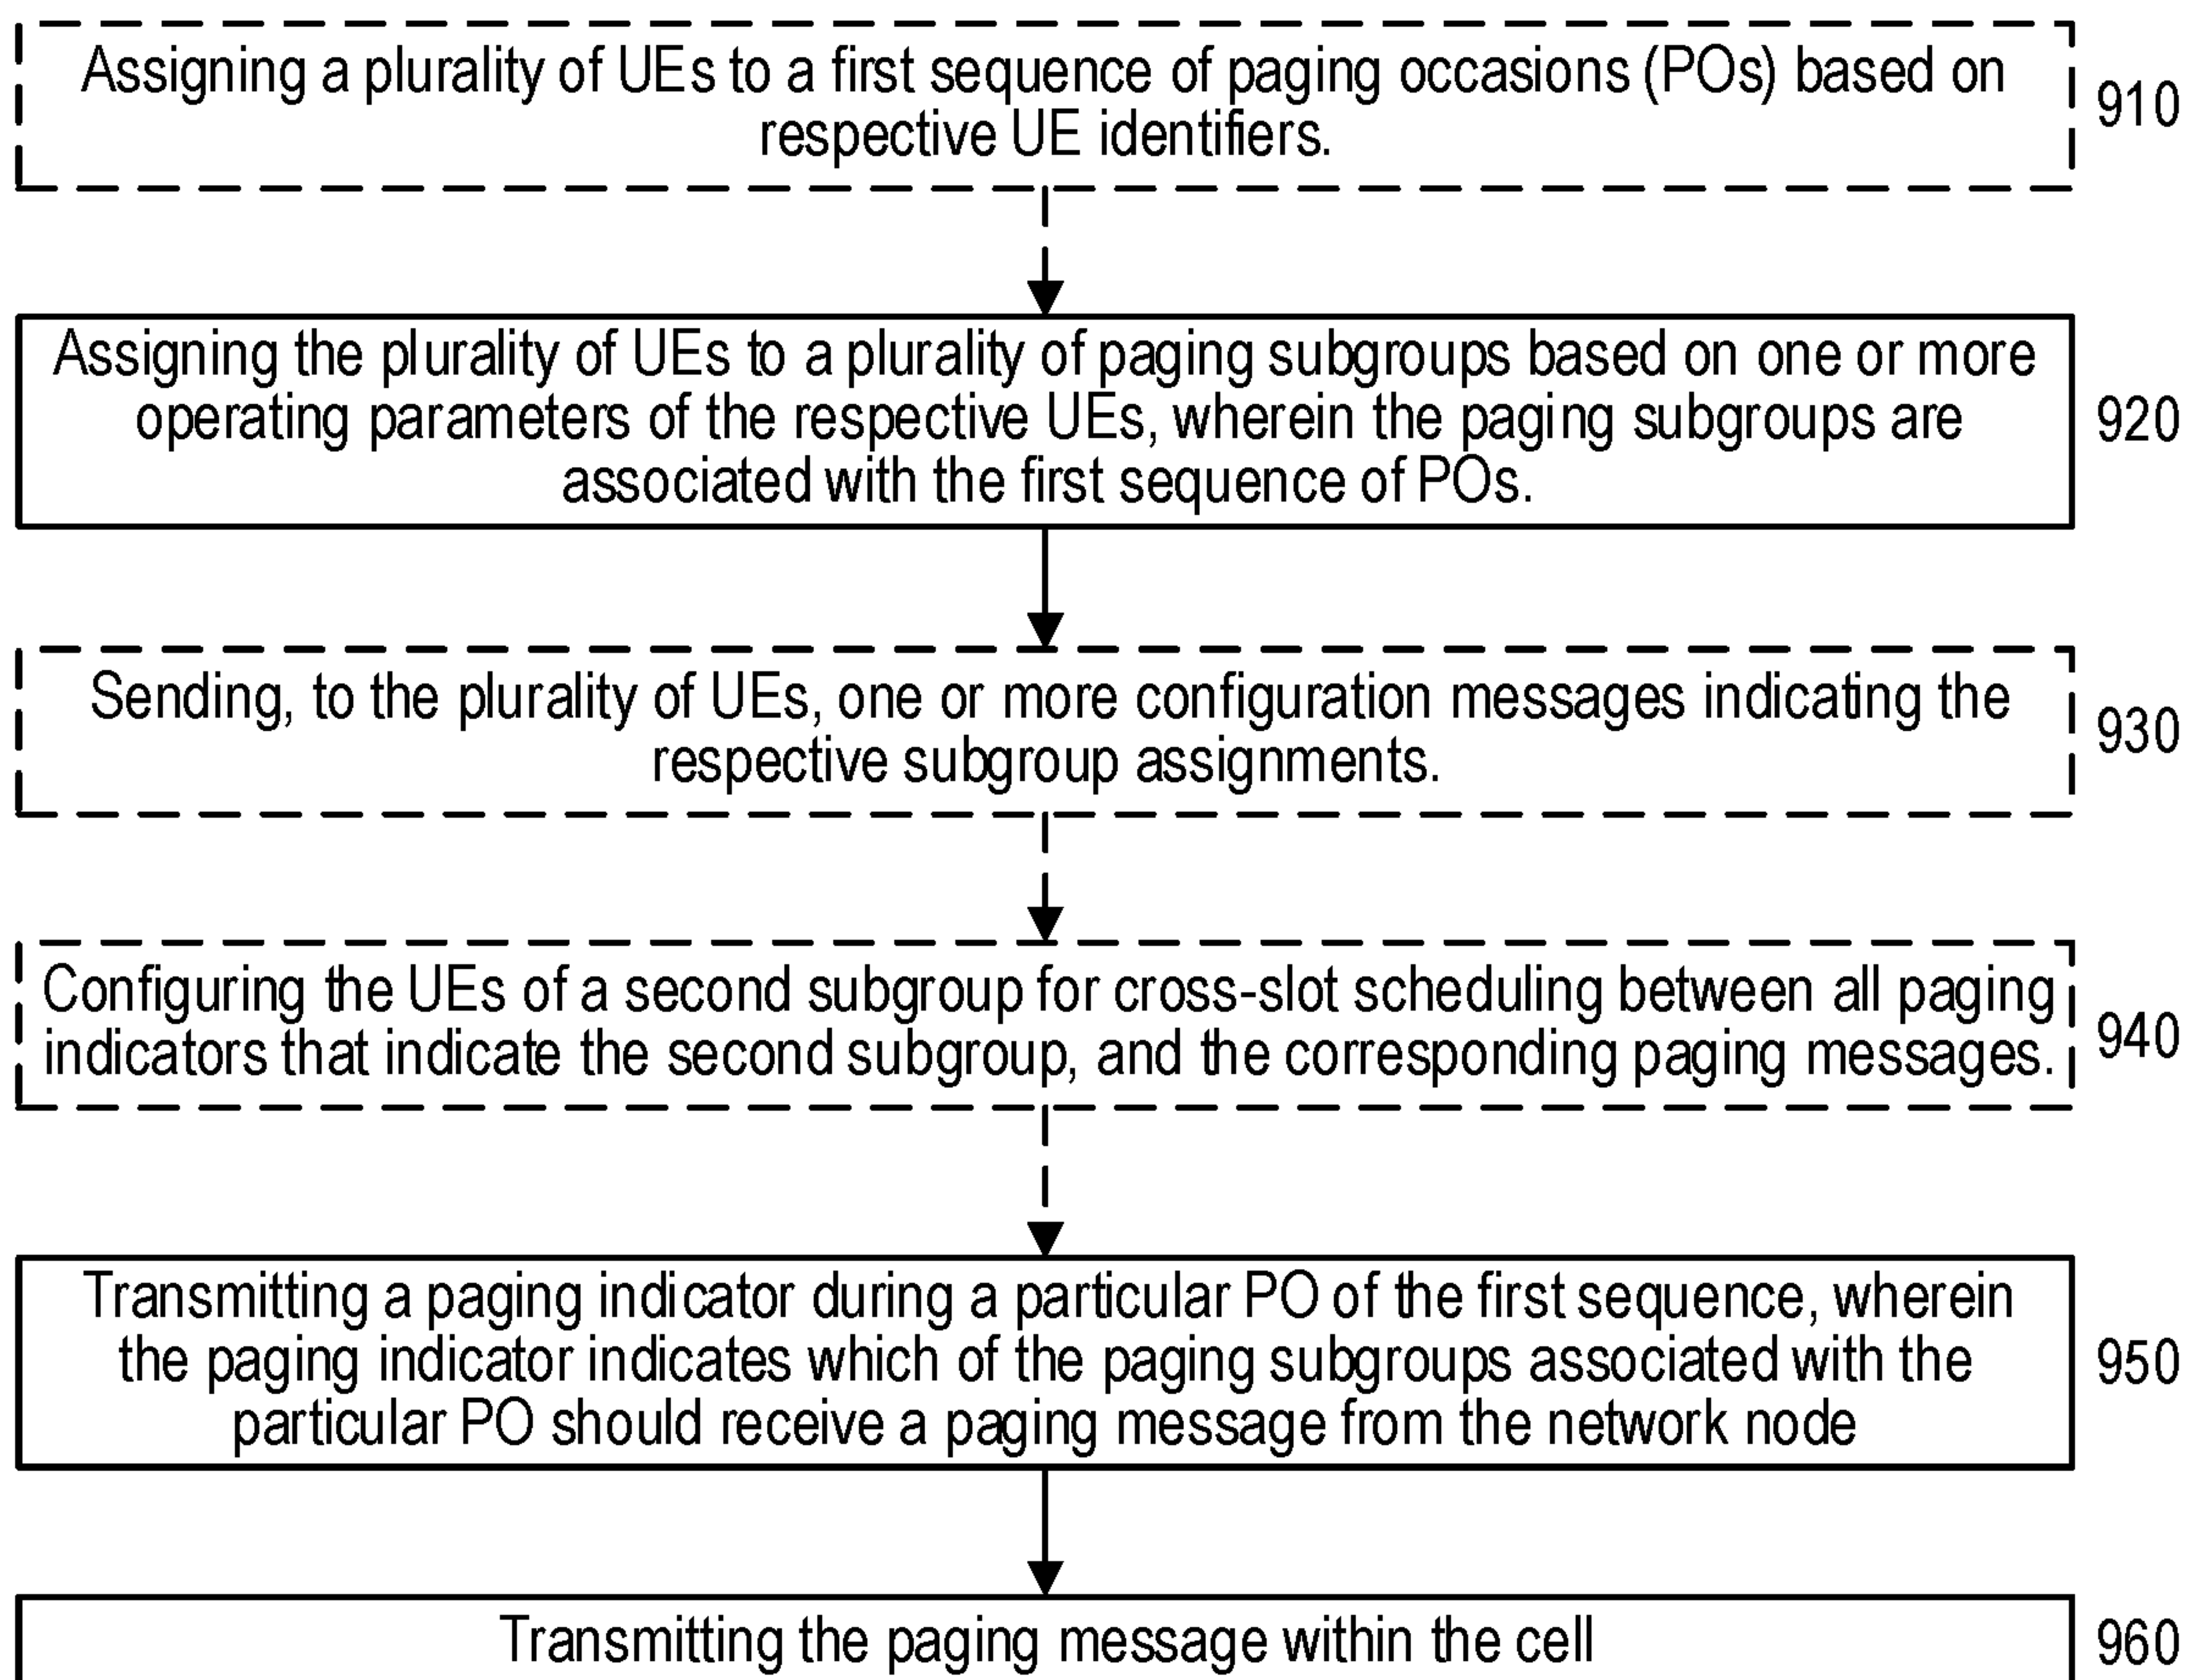 Assigning a plurality of UEs to a first sequence of paging occasions (POs) based on
respective UE identifiers.
910
Assigning the plurality of UEs to a plurality of paging subgroups based on one or more
operating parameters of the respective UEs, wherein the paging subgroups are
associated with the first sequence of POs.
920
Sending, to the plurality of UEs, one or more configuration messages indicating the
respective subgroup assignments.
930
Configuring the UEs of a second subgroup for cross-slot scheduling between all paging
indicators that indicate the second subgroup, and the corresponding paging messages.
940
Transmitting a paging indicator during a particular PO of the first sequence, wherein
the paging indicator indicates which of the paging subgroups associated with the
particular PO should receive a paging message from the network node
950
Transmitting the paging message within the cell
960